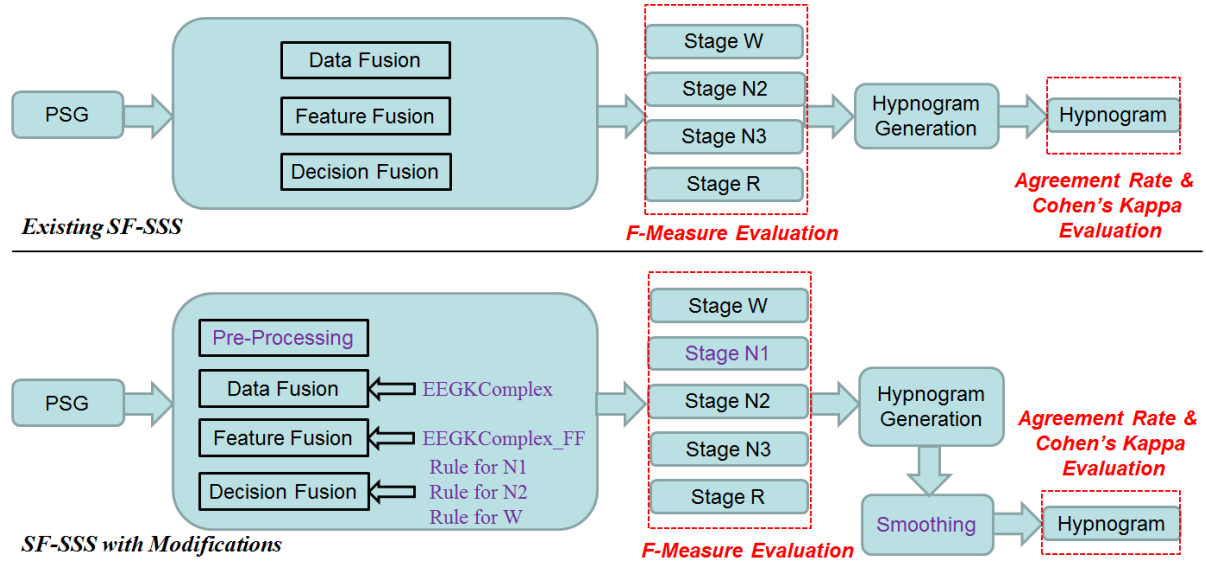 PSG
Data Fusion
Feature Fusion
Decision Fusion
Stage W
Stage N2
Stage N3
Stage R
Hypnogram
Generation
Hypnogram
Existing SF-SSS
F-Measure Evaluation
Agreement Rate &
Cohen's Kappa
Evaluation
PSG
Pre-Processing
Data Fusion
EEGKComplex
Feature Fusion
EEGKComplex_FF
Decision Fusion
Rule for N1
Rule for N2
Rule for W
Stage W
Stage N1
Stage N2
Stage N3
Stage R
Hypnogram
Generation
Smoothing
Hypnogram
Agreement Rate &
Cohen's Kappa
Evaluation
SF-SSS with Modifications
F-Measure Evaluation